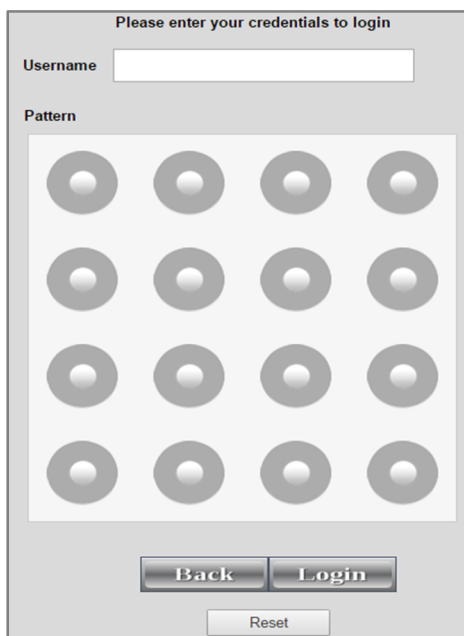 Please enter your credentials to login
Username
Pattern
Back Login
Reset